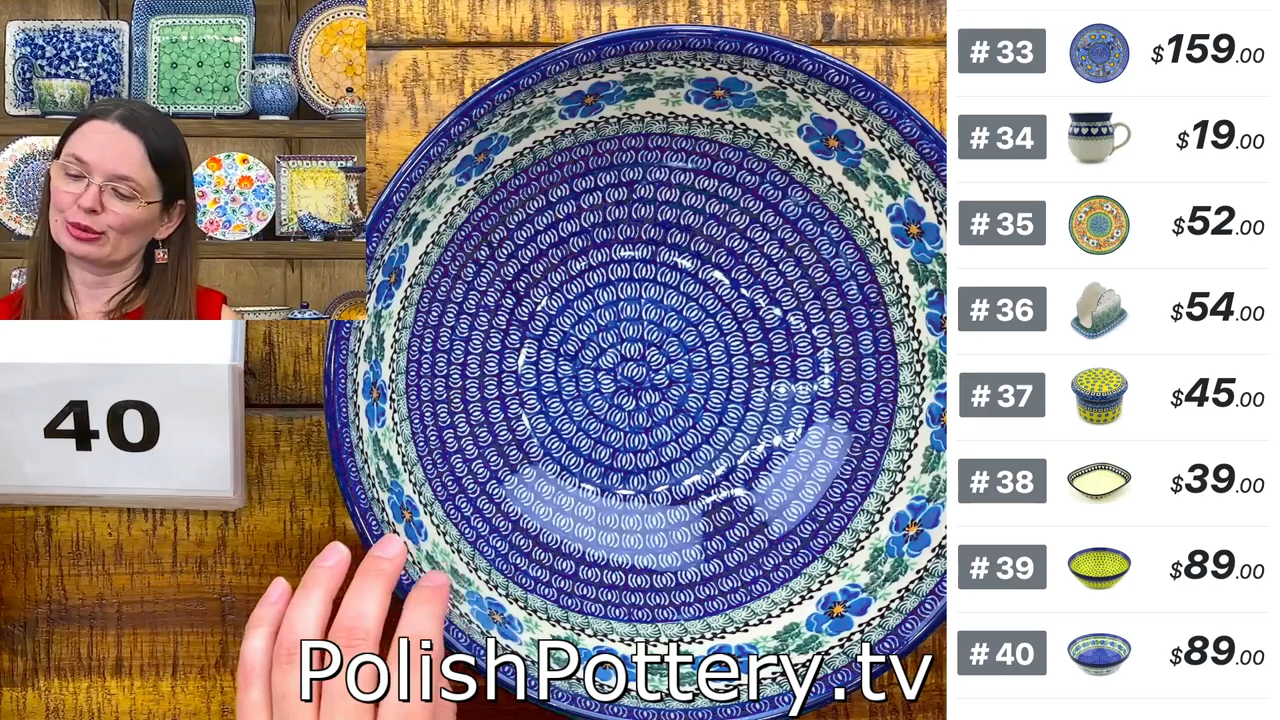 40
PolishPottery.tv
# 33 $159.00
# 34 $19.00
# 35 $52.00
# 36 $54.00
# 37 $45.00
# 38 $39.00
# 39 $89.00
# 40 $89.00